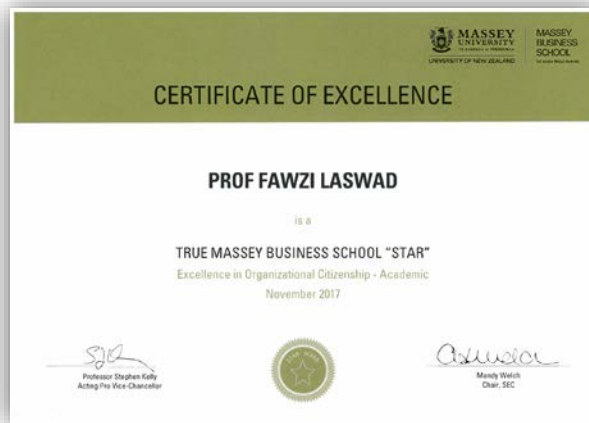 MASSEY
UNIVERSITY
UNIVERSITY OF NEW ZEALAND
MASSEY
BUSINESS
SCHOOL
CERTIFICATE OF EXCELLENCE
PROF FAWZI LASWAD
is a
TRUE MASSEY BUSINESS SCHOOL "STAR"
Excellence in Organizational Citizenship - Academic
November 2017
Professor Stephen Kelly
Acting Pro Vice-Chancellor
Mandy Welch
Chair, SEC